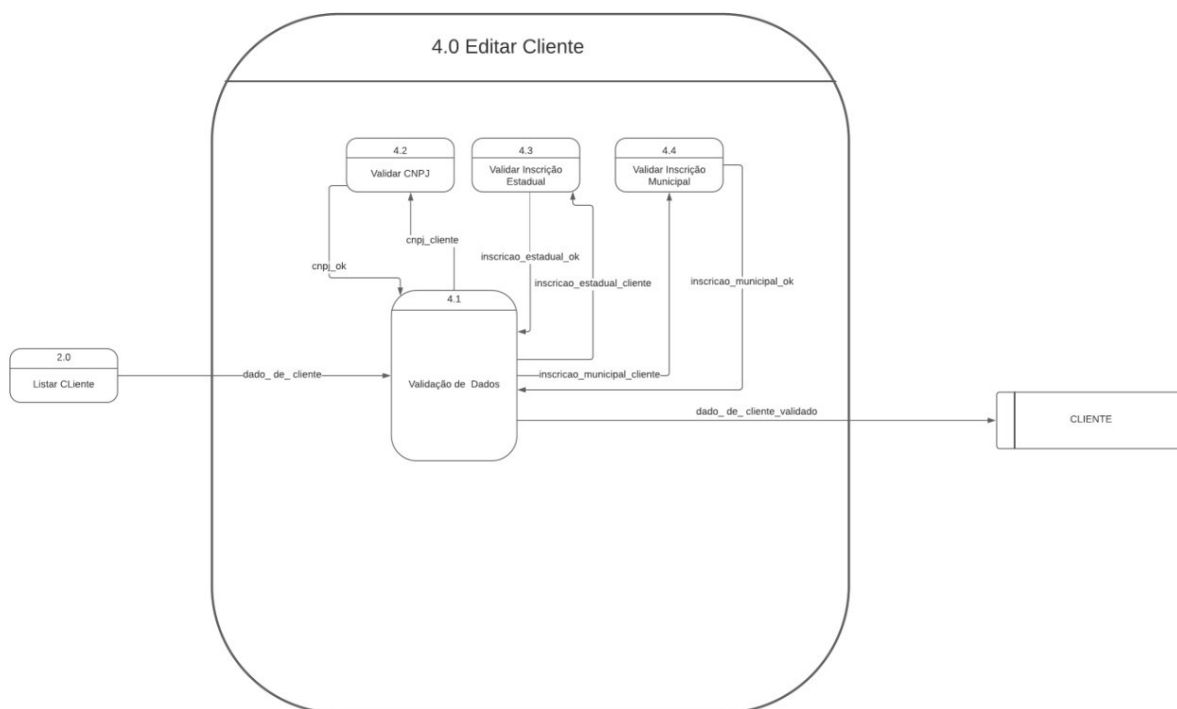 4.0 Editar Cliente
4.2
Validar CNPJ
4.3
Validar Inscrição
Estadual
4.4
Validar Inscrição
Municipal
cnpj_cliente
cnpj_ok
inscricao_estadual_ok
inscricao_estadual_cliente
inscricao_municipal_ok
4.1
Validação de Dados
2.0
Listar CLiente
dado_ de_ cliente
inscricao_municipal_cliente
dado_ de_ cliente_validado
CLIENTE